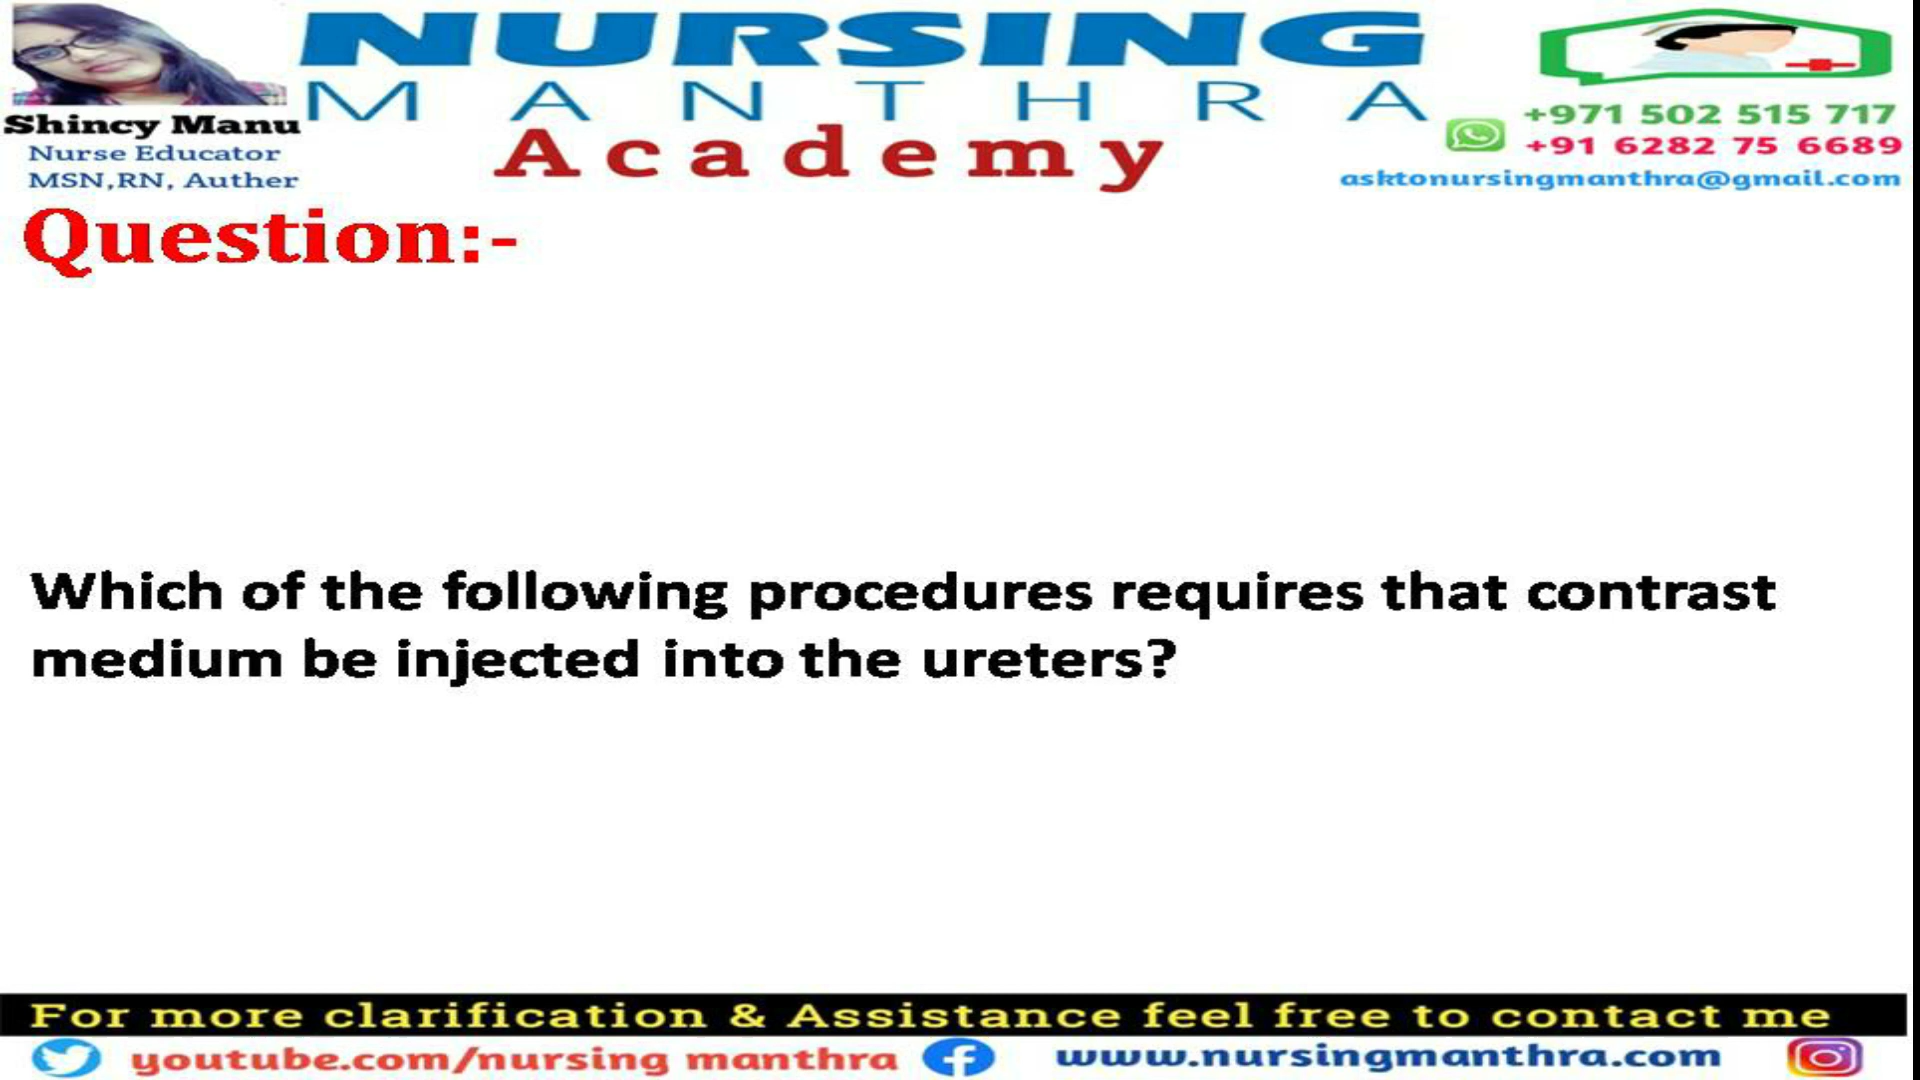 NURSING
MANTHRA
Academy
Shincy Manu
Nurse Educator
MSN,RN, Auther
+971 502 515 717
+91 6282 75 6689
asktonursingmanthra@gmail.com
Question:-
Which of the following procedures requires that contrast
medium be injected into the ureters?
For more clarification & Assistance feel free to contact me
youtube.com/nursing manthra
www.nursingmanthra.com